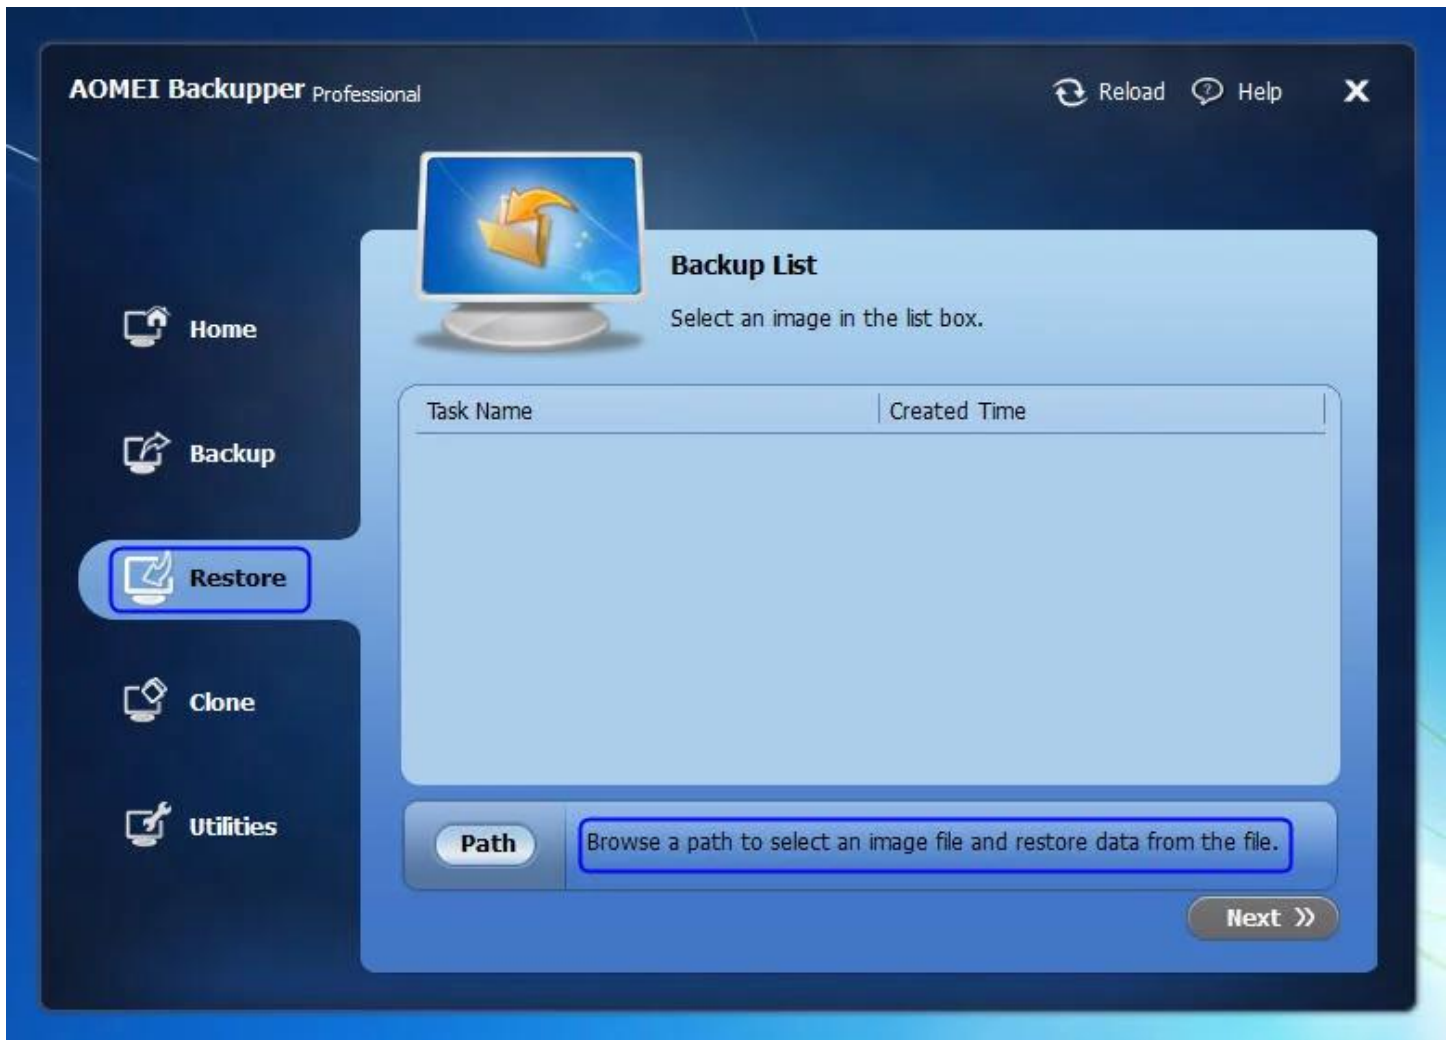 AOMEI Backupper Professional
Reload
Help
Backup List
Select an image in the list box.
Home
Task Name
Created Time
Backup
Restore
Clone
Utilities
Path
Browse a path to select an image file and restore data from the file.
Next